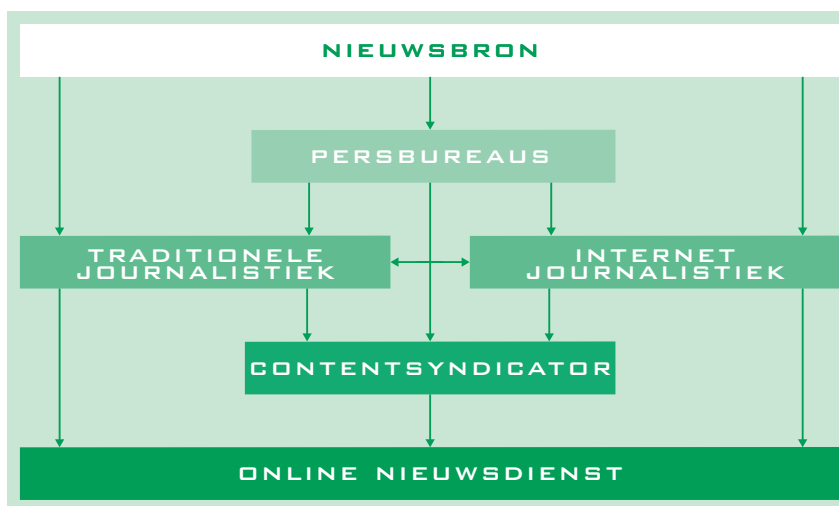 NIEUWSBRON
PERSBUREAUS
TRADITIONELE
JOURNALISTIEK
INTERNET
JOURNALISTIEK
CONTENTSYNDICATOR
ONLINE NIEUWSDIENST